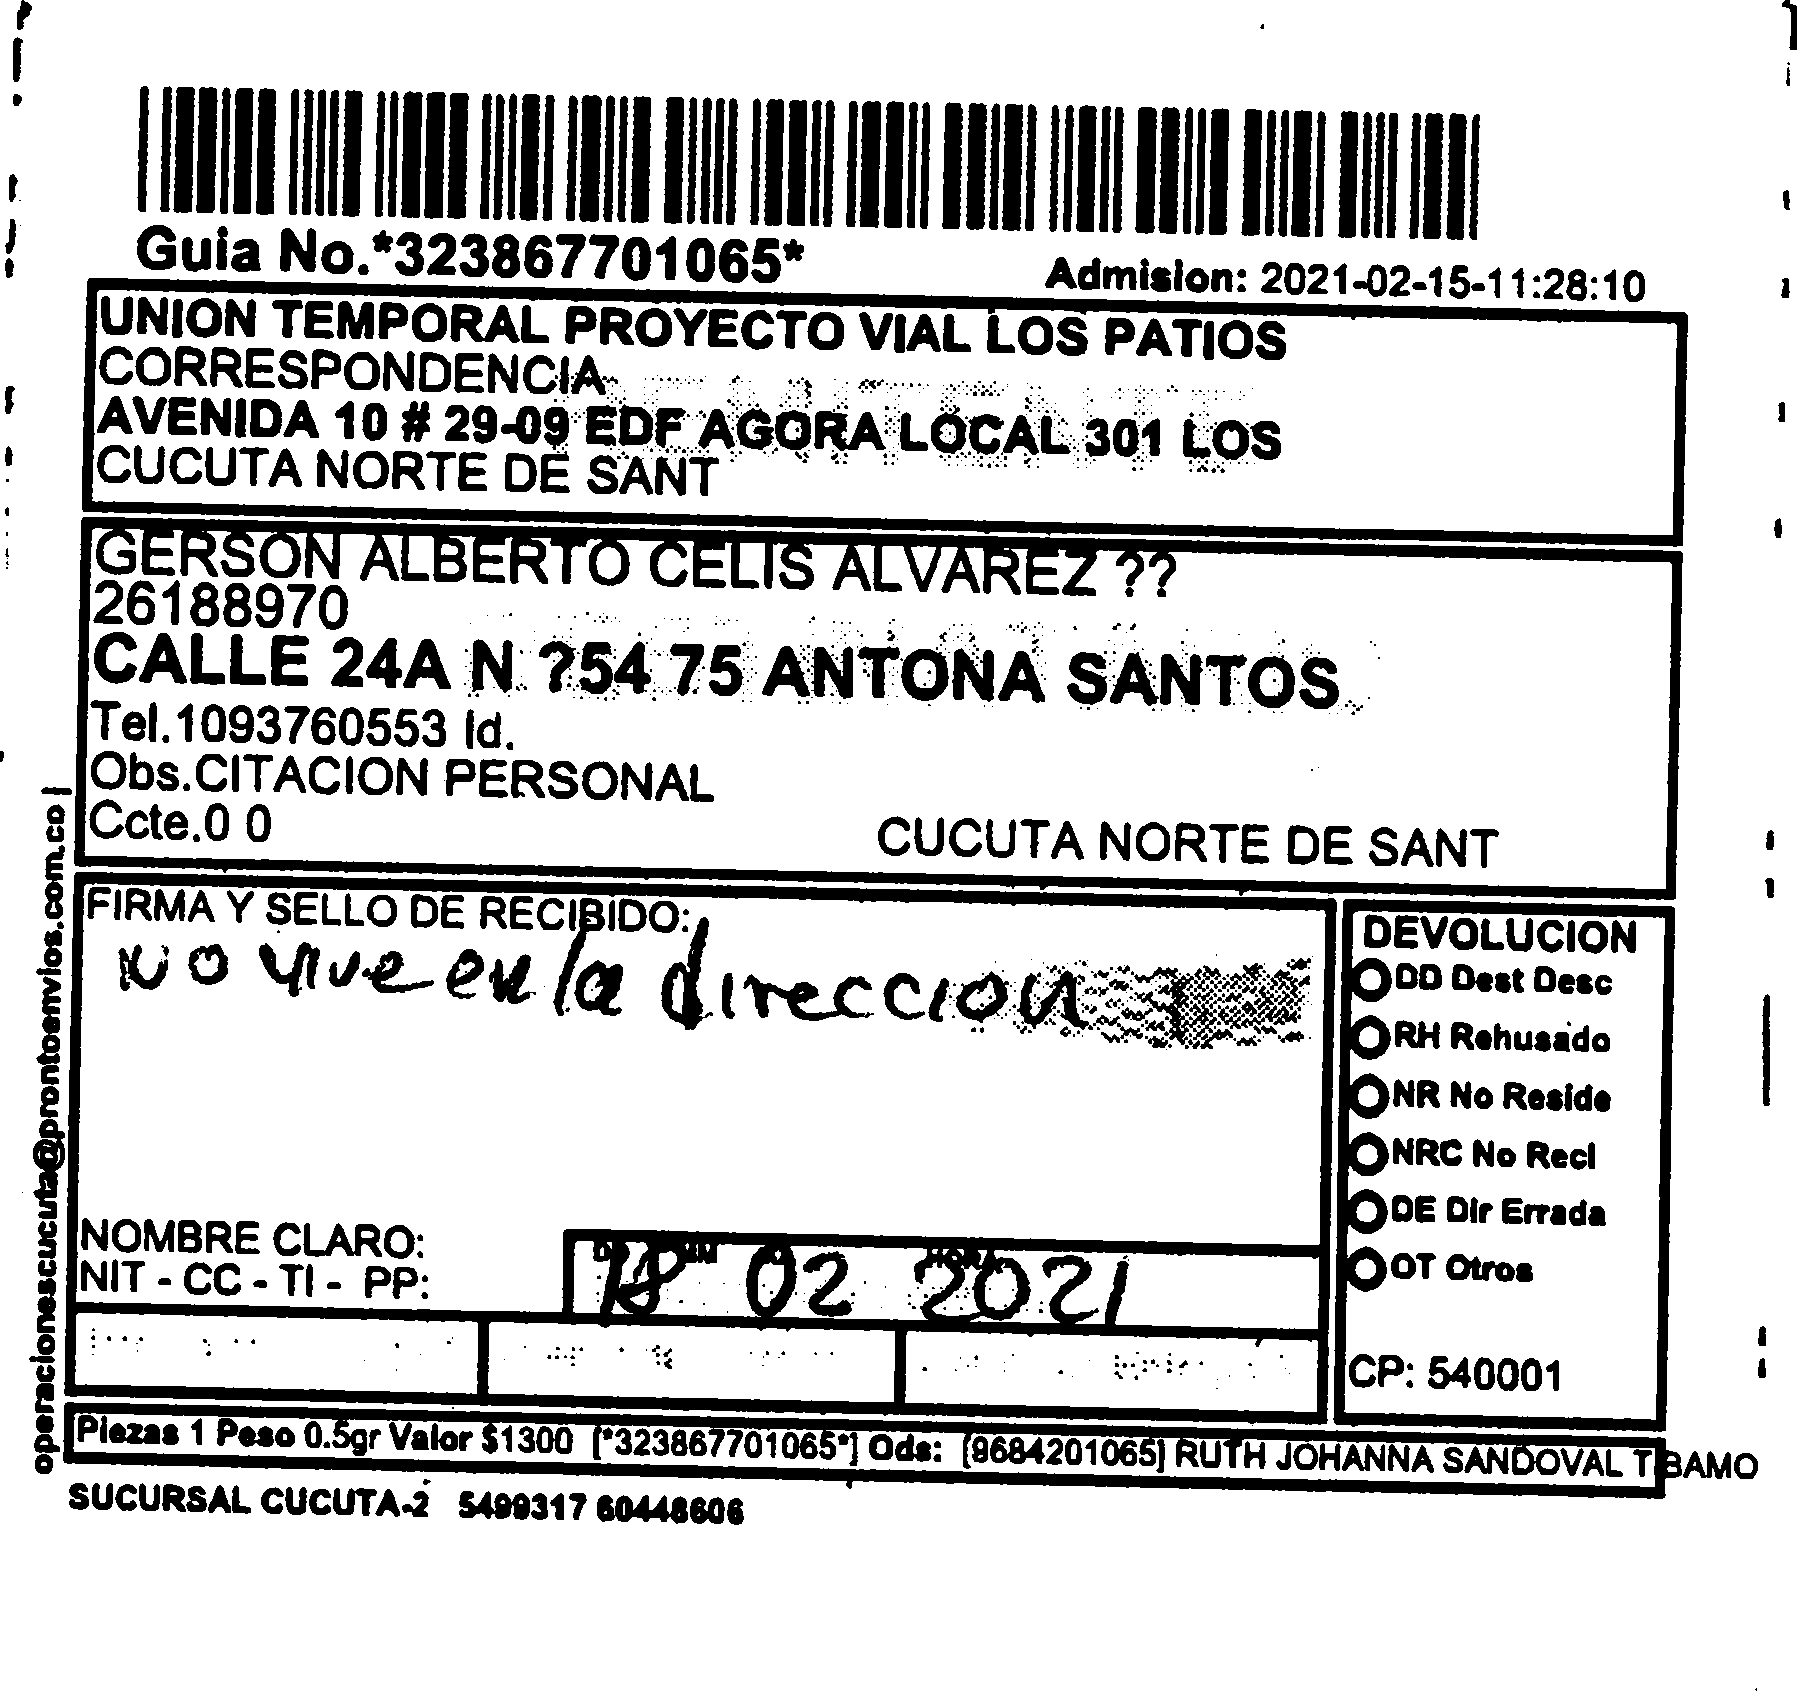 Guia No.*323867701065*
Admision: 2021-02-15-11:28:10
UNION TEMPORAL PROYECTO VIAL LOS PATIOS
CORRESPONDENCIA
AVENIDA 10 # 29-09 EDF AGORA LOCAL 301 LOS
CUCUTA NORTE DE SANT
GERSON ALBERTO CELIS ALVAREZ ??
26188970
CALLE 24A N ?54 75 ANTONA SANTOS
Tel.1093760553 Id.
Obs.CITACION PERSONAL
Ccte.0 0
CUCUTA NORTE DE SANT
FIRMA Y SELLO DE RECIBIDO:
No vive en la direccion
NOMBRE CLARO:
NIT - CC - TI - PP:
HORA
18 02 2021
DEVOLUCION
DD Dest Desc
RH Rehusado
NR No Reside
NRC No Recl
DE Dir Errada
OT Otros
CP: 540001
Piezas 1 Peso 0.5gr Valor $1300 [*323867701065*] Ods: [9684201065] RUTH JOHANNA SANDOVAL TIBAMO
SUCURSAL CUCUTA-2 5499317 60448606
operacionescucuta@prontoenvios.com.co |